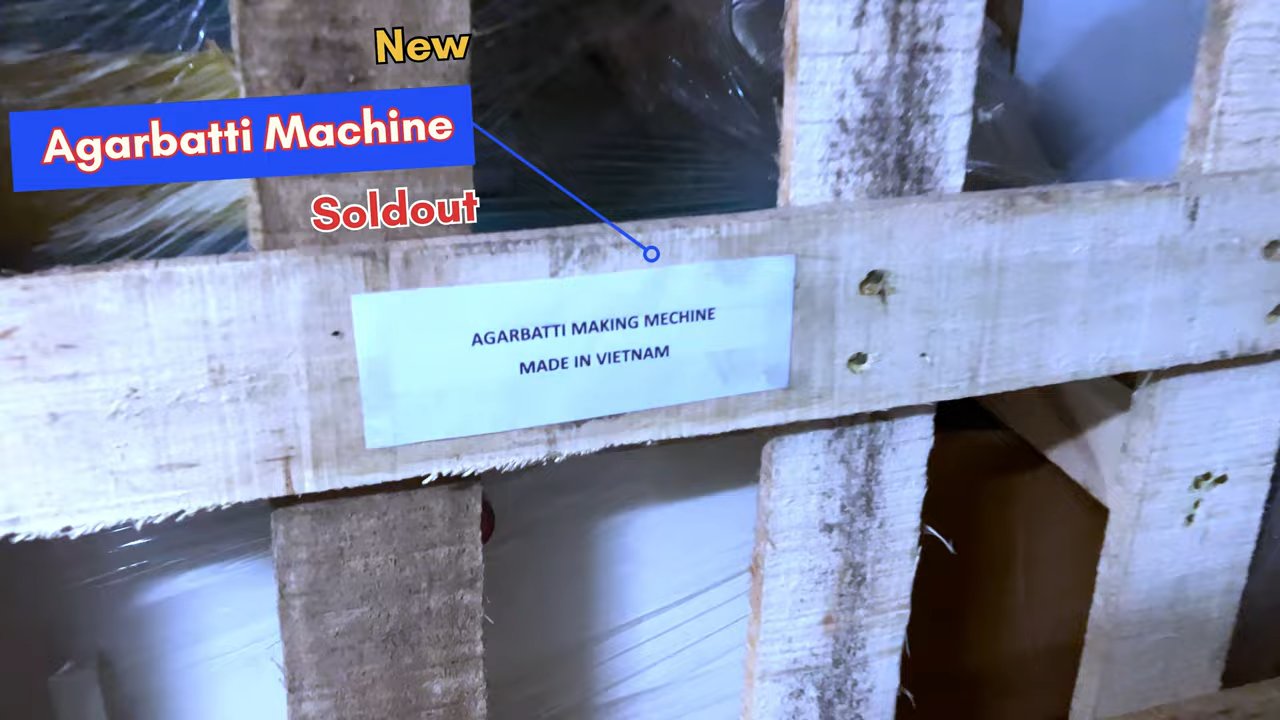 New
Agarbatti Machine
Soldout
AGARBATTI MAKING MECHINE
MADE IN VIETNAM